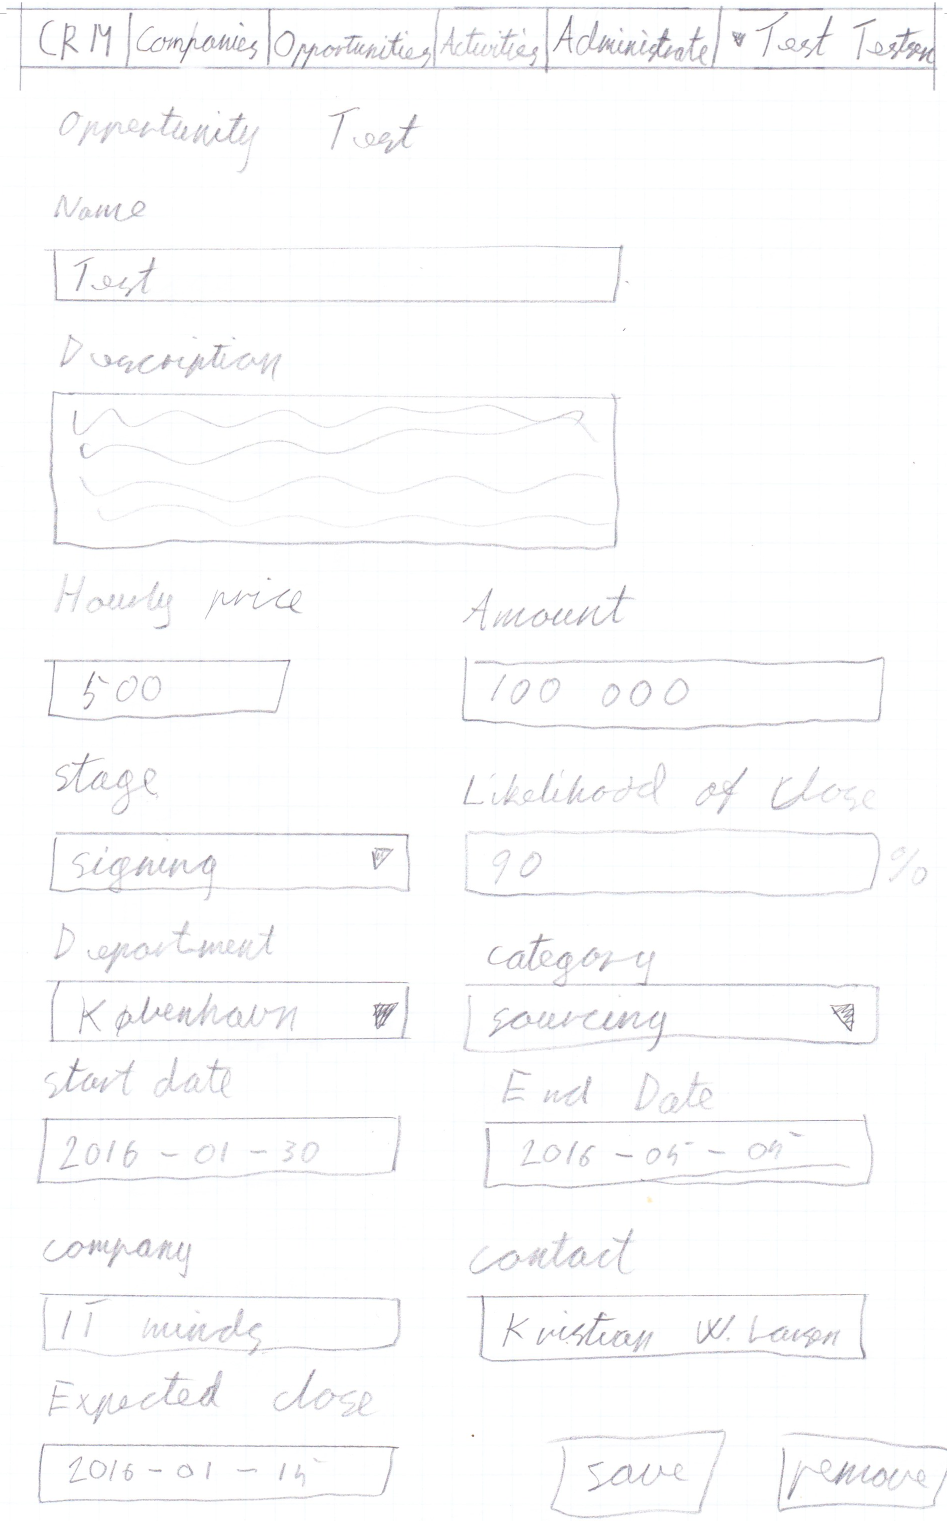 CRM Companies Opportunities Activities Administrate Test Testsen
Opportunity Test
Name
Test
Description
Hourly price Amount
500 100 000
stage Likelihood of close
signing 90 %
Department category
København sourcing
start date End Date
2016-01-30 2016-05-05
company contact
IT minds Kristian W. Larsen
Expected close
2016-01-15 save remove